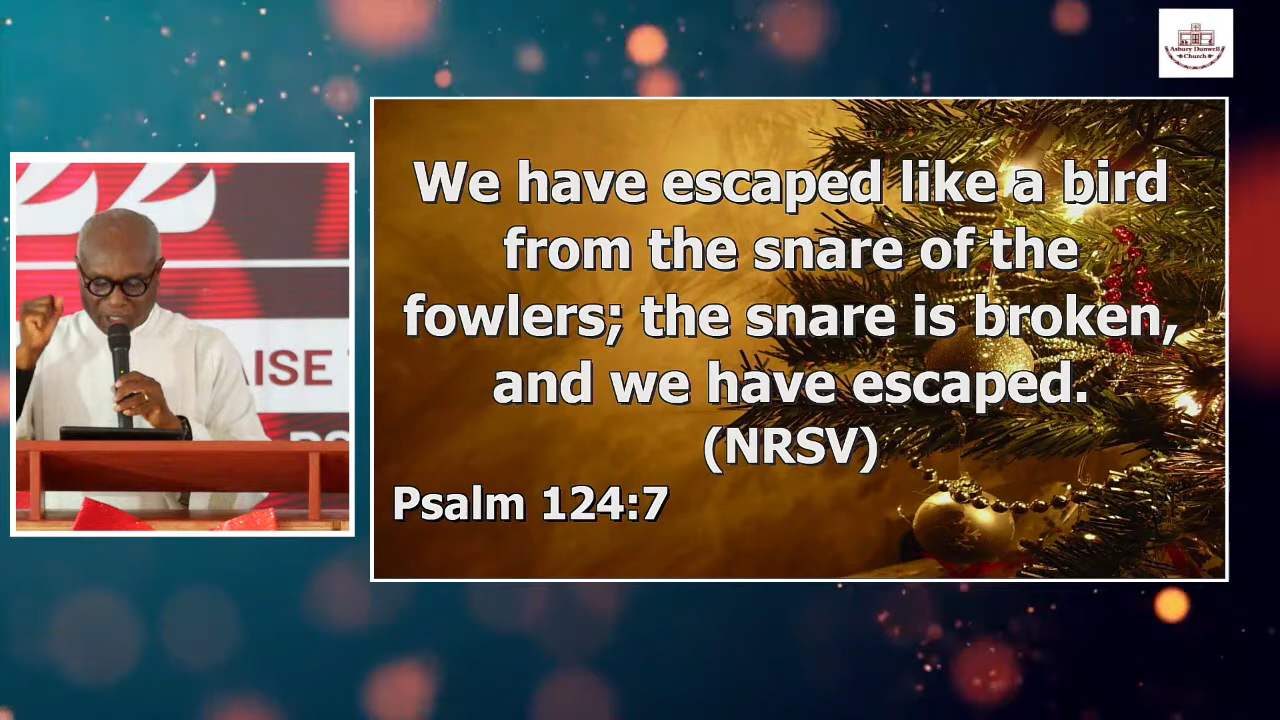 Asbury Dunwell
Church
22
AISE
We have escaped like a bird
from the snare of the
fowlers; the snare is broken,
and we have escaped.
(NRSV)
Psalm 124:7